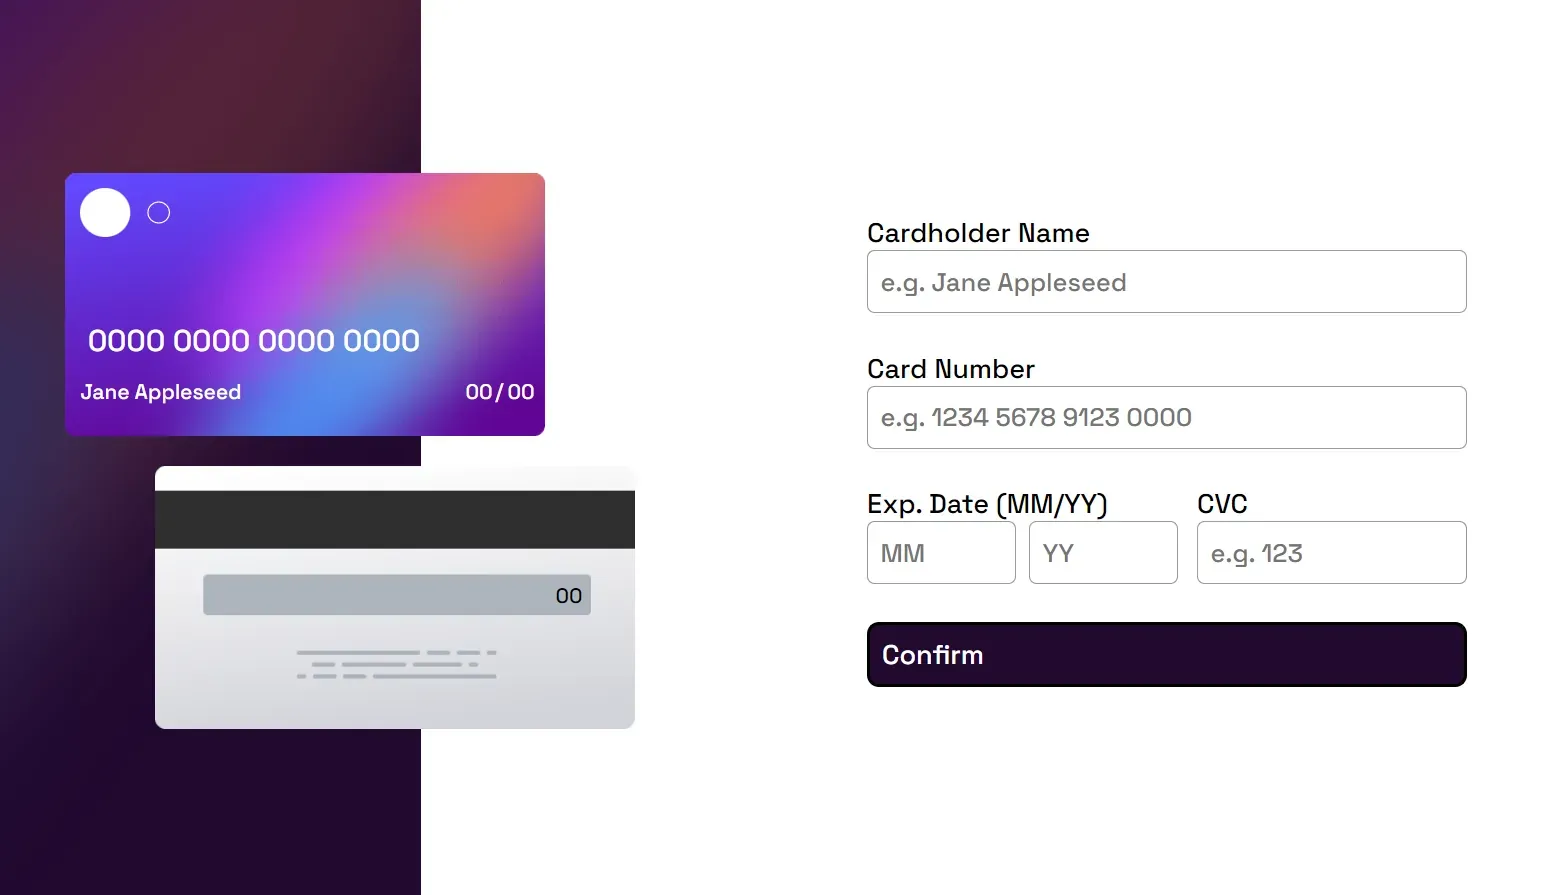 0000 0000 0000 0000
Jane Appleseed 00/00
00
Cardholder Name
e.g. Jane Appleseed
Card Number
e.g. 1234 5678 9123 0000
Exp. Date (MM/YY) CVC
MM YY e.g. 123
Confirm